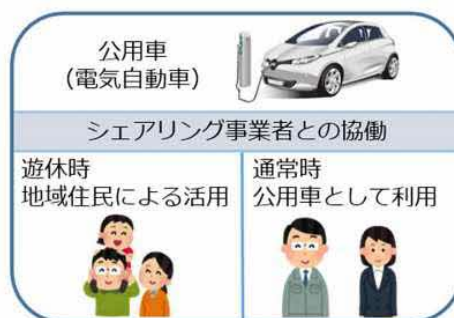 公用車
(電気自動車)
シェアリング事業者との協働
遊休時
地域住民による活用
通常時
公用車として利用